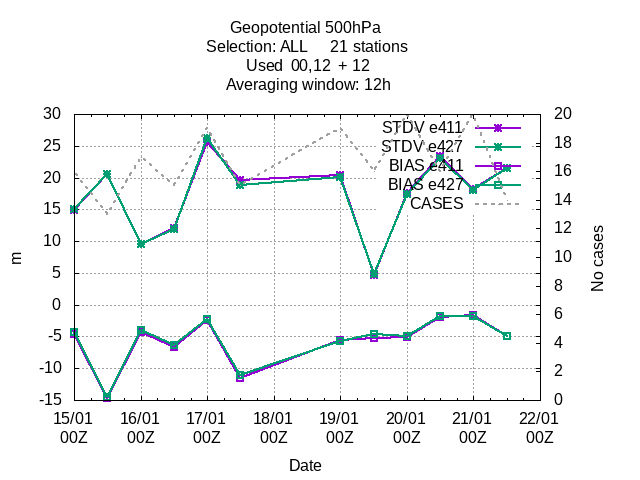 Geopotential 500hPa
Selection: ALL     21 stations
Used  00,12  + 12
Averaging window: 12h
30
25
20
15
10
5
0
-5
-10
-15
m
20
18
16
14
12
10
8
6
4
2
0
No cases
STDV e411
STDV e427
BIAS e411
BIAS e427
CASES
15/01 16/01 17/01 18/01 19/01 20/01 21/01 22/01
00Z 00Z 00Z 00Z 00Z 00Z 00Z 00Z
Date